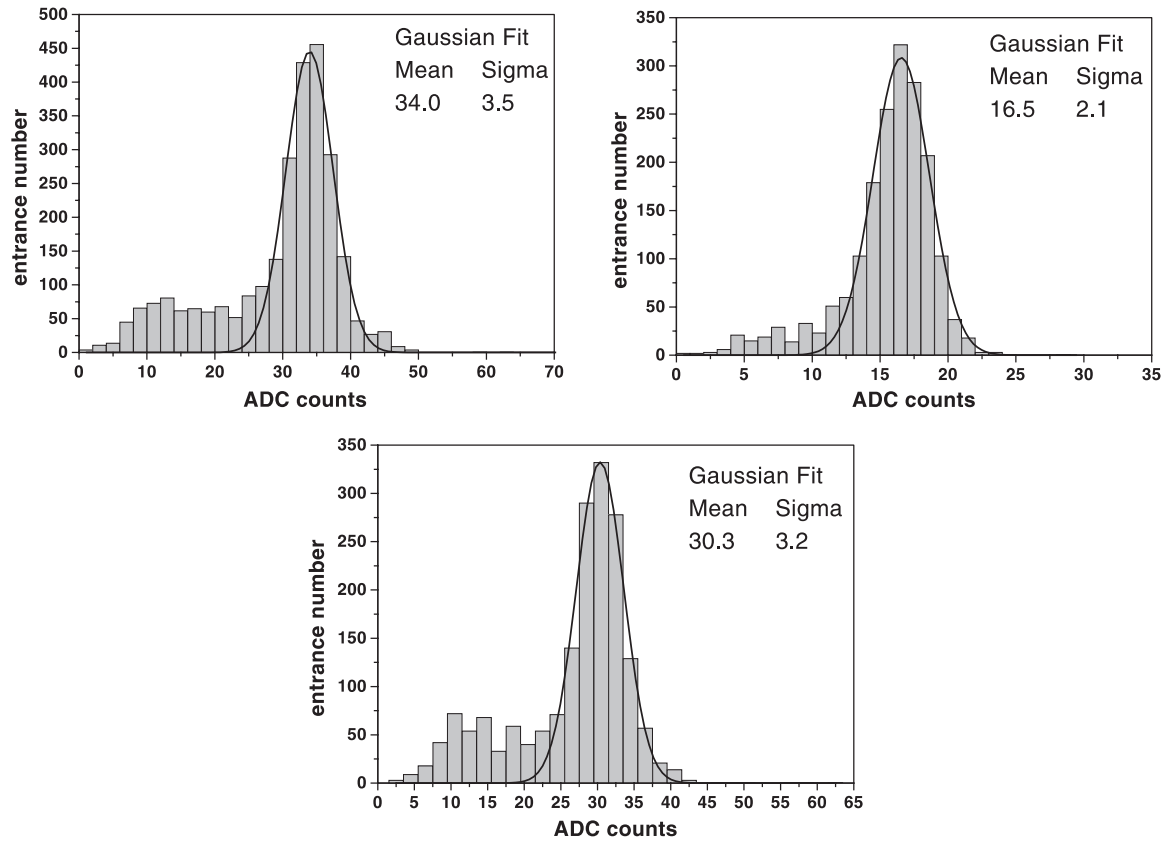 500
450
400
350
300
250
200
150
100
50
0
entrance number
Gaussian Fit
Mean Sigma
34.0 3.5
0 10 20 30 40 50 60 70
ADC counts
350
300
250
200
150
100
50
0
entrance number
Gaussian Fit
Mean Sigma
16.5 2.1
0 5 10 15 20 25 30 35
ADC counts
350
300
250
200
150
100
50
0
entrance number
Gaussian Fit
Mean Sigma
30.3 3.2
0 5 10 15 20 25 30 35 40 45 50 55 60 65
ADC counts